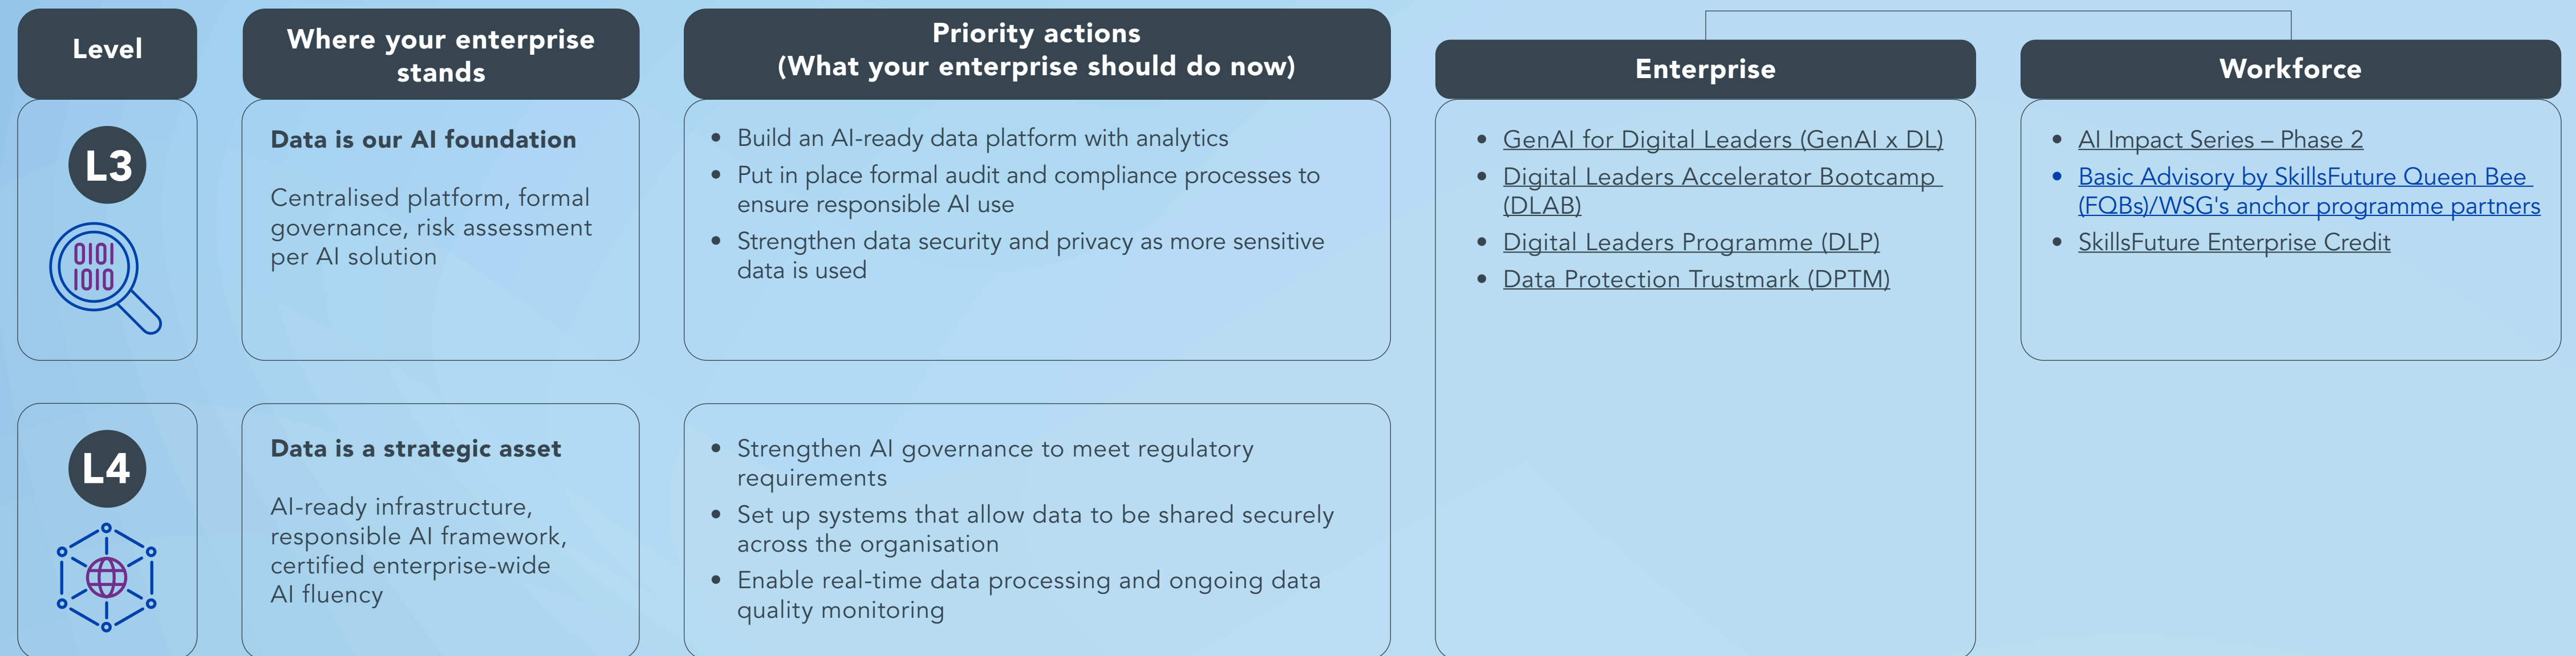 Level
Where your enterprise
stands
Priority actions
(What your enterprise should do now)
Enterprise
Workforce
L3
0101
1010
Data is our AI foundation
Centralised platform, formal
governance, risk assessment
per AI solution
• Build an AI-ready data platform with analytics
• Put in place formal audit and compliance processes to
ensure responsible AI use
• Strengthen data security and privacy as more sensitive
data is used
• GenAI for Digital Leaders (GenAI x DL)
• Digital Leaders Accelerator Bootcamp
(DLAB)
• Digital Leaders Programme (DLP)
• Data Protection Trustmark (DPTM)
• AI Impact Series – Phase 2
• Basic Advisory by SkillsFuture Queen Bee
(FQBs)/WSG's anchor programme partners
• SkillsFuture Enterprise Credit
L4
Data is a strategic asset
AI-ready infrastructure,
responsible AI framework,
certified enterprise-wide
AI fluency
• Strengthen AI governance to meet regulatory
requirements
• Set up systems that allow data to be shared securely
across the organisation
• Enable real-time data processing and ongoing data
quality monitoring